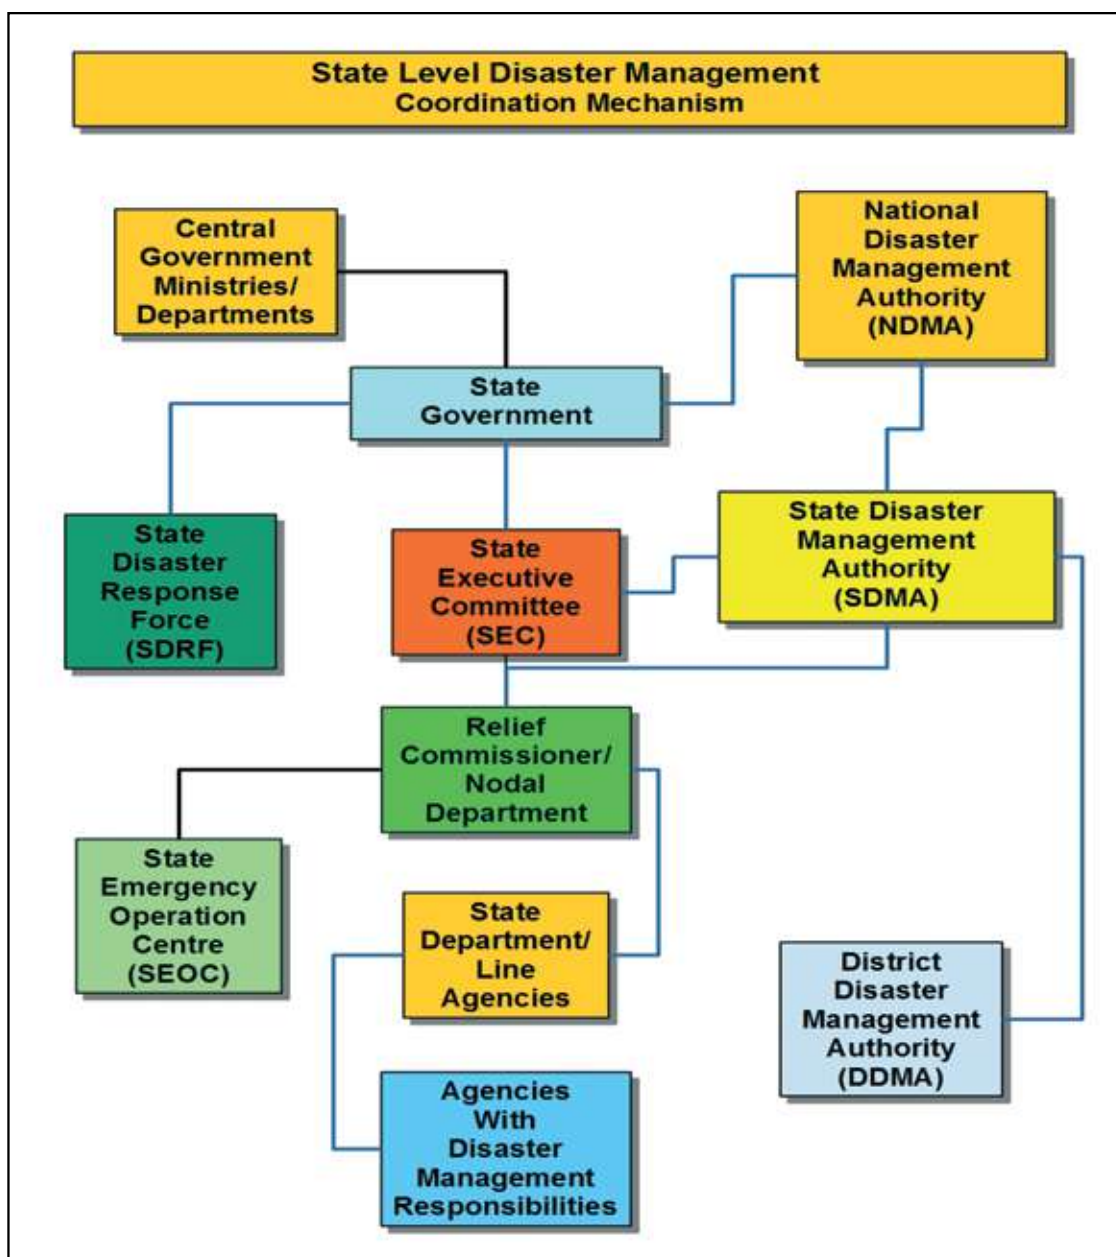 State Level Disaster Management
Coordination Mechanism
Central
Government
Ministries/
Departments
National
Disaster
Management
Authority
(NDMA)
State
Government
State
Disaster
Response
Force
(SDRF)
State
Executive
Committee
(SEC)
State Disaster
Management
Authority
(SDMA)
Relief
Commissioner/
Nodal
Department
State
Emergency
Operation
Centre
(SEOC)
State
Department/
Line
Agencies
District
Disaster
Management
Authority
(DDMA)
Agencies
With
Disaster
Management
Responsibilities